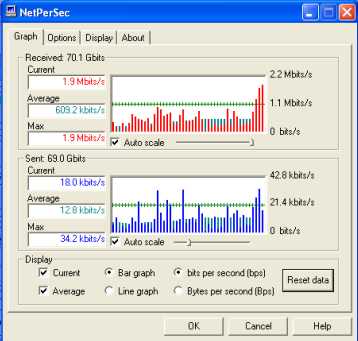 NetPerSec
Graph Options Display About
Received: 70.1 Gbits
Current
1.9 Mbits/s
Average
609.2 kbits/s
Max
1.9 Mbits/s
2.2 Mbits/s
1.1 Mbits/s
0 bits/s
Auto scale
Sent: 69.0 Gbits
Current
18.0 kbits/s
Average
12.8 kbits/s
Max
34.2 kbits/s
42.8 kbits/s
21.4 kbits/s
0 bits/s
Auto scale
Display
Current Bar graph bits per second (bps)
Average Line graph Bytes per second (Bps)
Reset data
OK Cancel Help